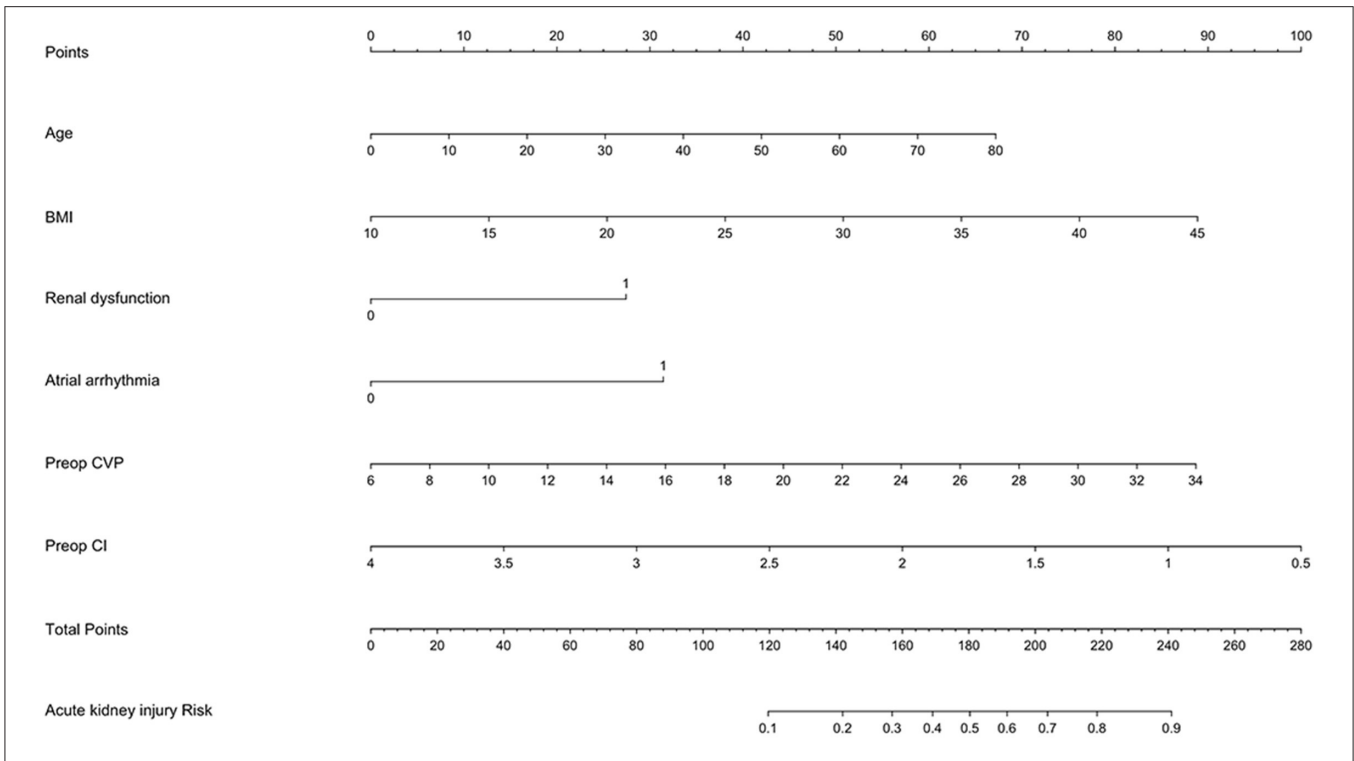 0 10 20 30 40 50 60 70 80 90 100
Points
Age
0 10 20 30 40 50 60 70 80
BMI
10 15 20 25 30 35 40 45
1
Renal dysfunction
0
1
Atrial arrhythmia
0
Preop CVP
6 8 10 12 14 16 18 20 22 24 26 28 30 32 34
Preop CI
4 3.5 3 2.5 2 1.5 1 0.5
Total Points
0 20 40 60 80 100 120 140 160 180 200 220 240 260 280
Acute kidney injury Risk
0.1 0.2 0.3 0.4 0.5 0.6 0.7 0.8 0.9